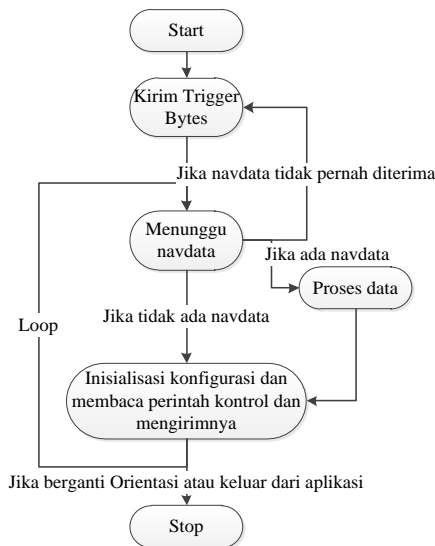 Start
Kirim Trigger
Bytes
Jika navdata tidak pernah diterima
Menunggu
navdata
Jika ada navdata
Proses data
Loop
Jika tidak ada navdata
Inisialisasi konfigurasi dan
membaca perintah kontrol dan
mengirimnya
Jika berganti Orientasi atau keluar dari aplikasi
Stop